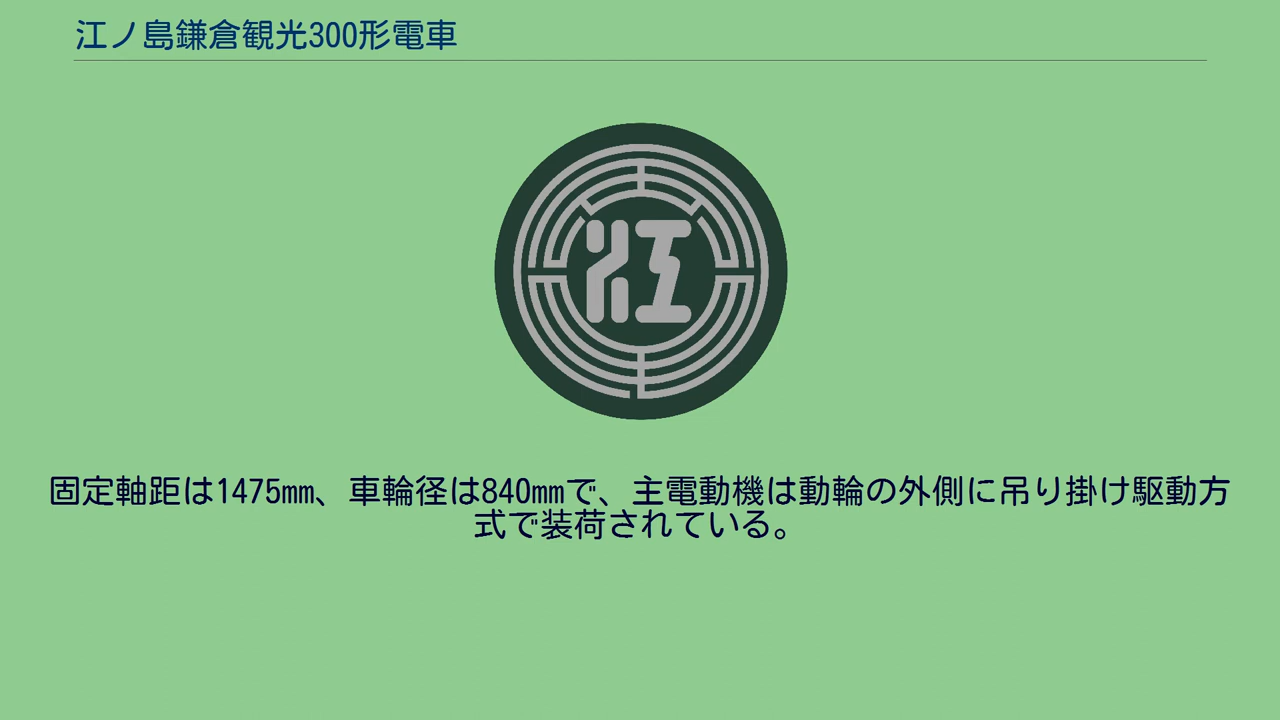 江ノ島鎌倉観光300形電車
江
固定軸距は1475mm、車輪径は840mmで、主電動機は動輪の外側に吊り掛け駆動方
式で装荷されている。